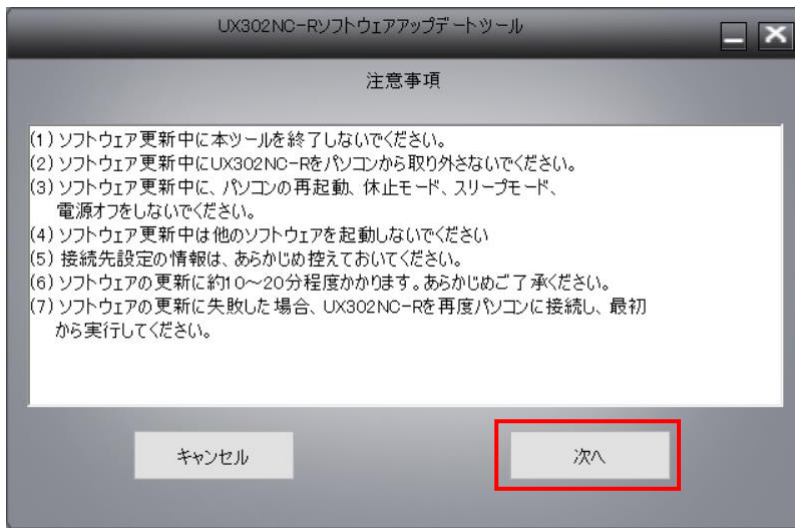 UX302NC-Rソフトウェアアップデートツール
注意事項
(1) ソフトウェア更新中に本ツールを終了しないでください。
(2) ソフトウェア更新中にUX302NC-Rをパソコンから取り外さないでください。
(3) ソフトウェア更新中に、パソコンの再起動、休止モード、スリープモード、
電源オフをしないでください。
(4) ソフトウェア更新中は他のソフトウェアを起動しないでください
(5) 接続先設定の情報は、あらかじめ控えておいてください。
(6) ソフトウェアの更新に約10～20分程度かかります。あらかじめご了承ください。
(7) ソフトウェアの更新に失敗した場合、UX302NC-Rを再度パソコンに接続し、最初
から実行してください。
キャンセル
次へ